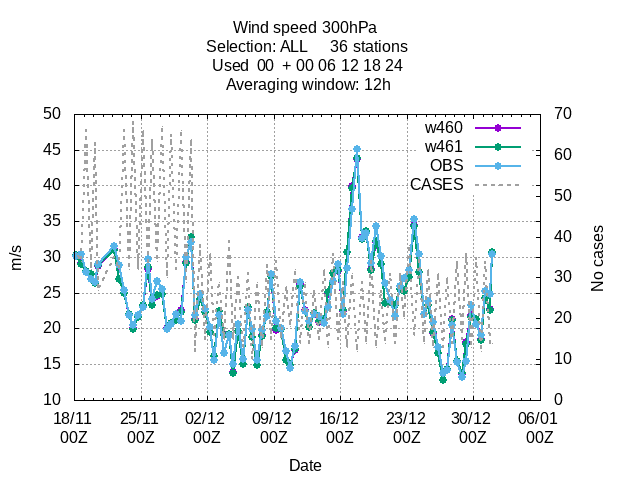 Wind speed 300hPa
Selection: ALL 36 stations
Used 00 + 00 06 12 18 24
Averaging window: 12h
50 70
w460
w461
OBS
CASES
45
40
35
30
25
20
15
10
60
50
40
30
20
10
0
m/s
No cases
18/11 25/11 02/12 09/12 16/12 23/12 30/12 06/01
00Z 00Z 00Z 00Z 00Z 00Z 00Z 00Z
Date